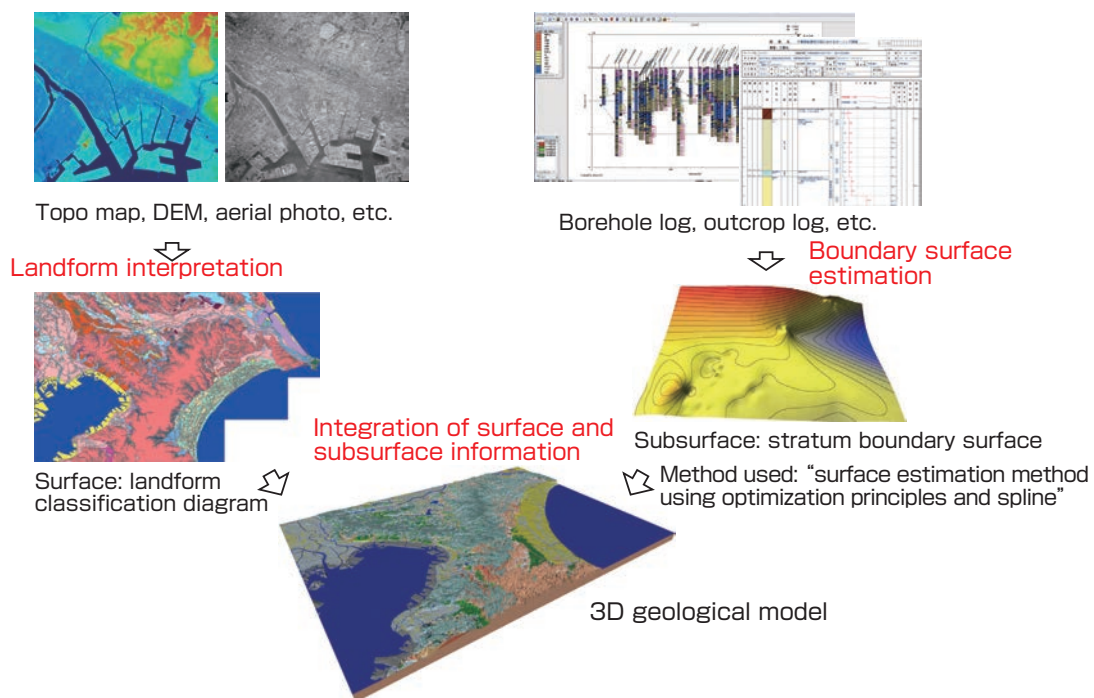 Topo map, DEM, aerial photo, etc.
Borehole log, outcrop log, etc.
Landform interpretation
Boundary surface
estimation
Integration of surface and
subsurface information
Subsurface: stratum boundary surface
Surface: landform
classification diagram
Method used: “surface estimation method
using optimization principles and spline”
3D geological model